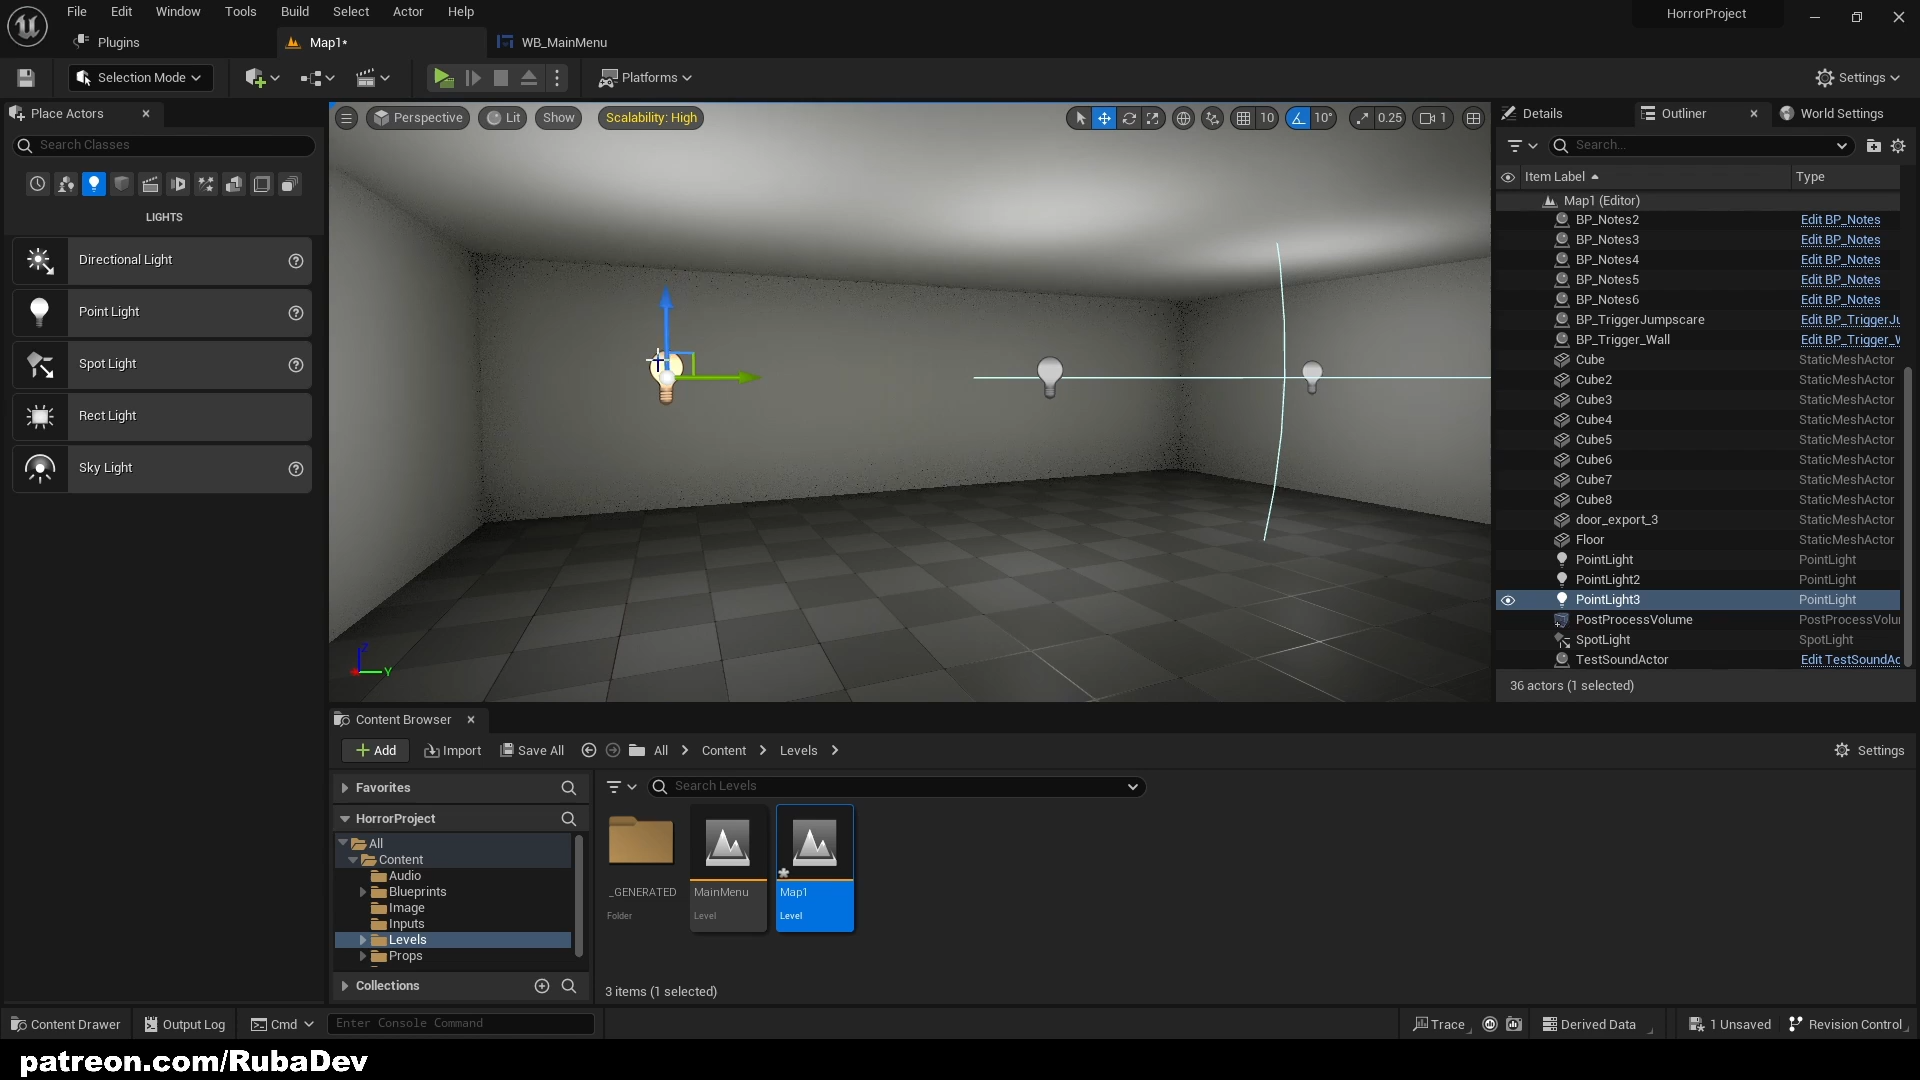 File Edit Window Tools Build Select Actor Help
HorrorProject
Plugins
Map1*
WB_MainMenu
Selection Mode
Platforms
Settings
Place Actors
Search Classes
LIGHTS
Directional Light
Point Light
Spot Light
Rect Light
Sky Light
Perspective
Lit
Show
Scalability: High
10
10°
0.25
1
Z
Y
Details
Outliner
World Settings
Search...
Item Label
Type
Map1 (Editor)
BP_Notes2 Edit BP_Notes
BP_Notes3 Edit BP_Notes
BP_Notes4 Edit BP_Notes
BP_Notes5 Edit BP_Notes
BP_Notes6 Edit BP_Notes
BP_TriggerJumpscare Edit BP_TriggerJu
BP_Trigger_Wall Edit BP_Trigger_W
Cube StaticMeshActor
Cube2 StaticMeshActor
Cube3 StaticMeshActor
Cube4 StaticMeshActor
Cube5 StaticMeshActor
Cube6 StaticMeshActor
Cube7 StaticMeshActor
Cube8 StaticMeshActor
door_export_3 StaticMeshActor
Floor StaticMeshActor
PointLight PointLight
PointLight2 PointLight
PointLight3 PointLight
PostProcessVolume PostProcessVolu
SpotLight SpotLight
TestSoundActor Edit TestSoundAc
36 actors (1 selected)
Content Browser
Add
Import
Save All
All
Content
Levels
Settings
Favorites
HorrorProject
All
Content
Audio
Blueprints
Image
Inputs
Levels
Props
Collections
Search Levels
_GENERATED
Folder
MainMenu
Level
Map1
Level
3 items (1 selected)
Content Drawer
Output Log
Cmd
Enter Console Command
Trace
Derived Data
1 Unsaved
Revision Control
patreon.com/RubaDev